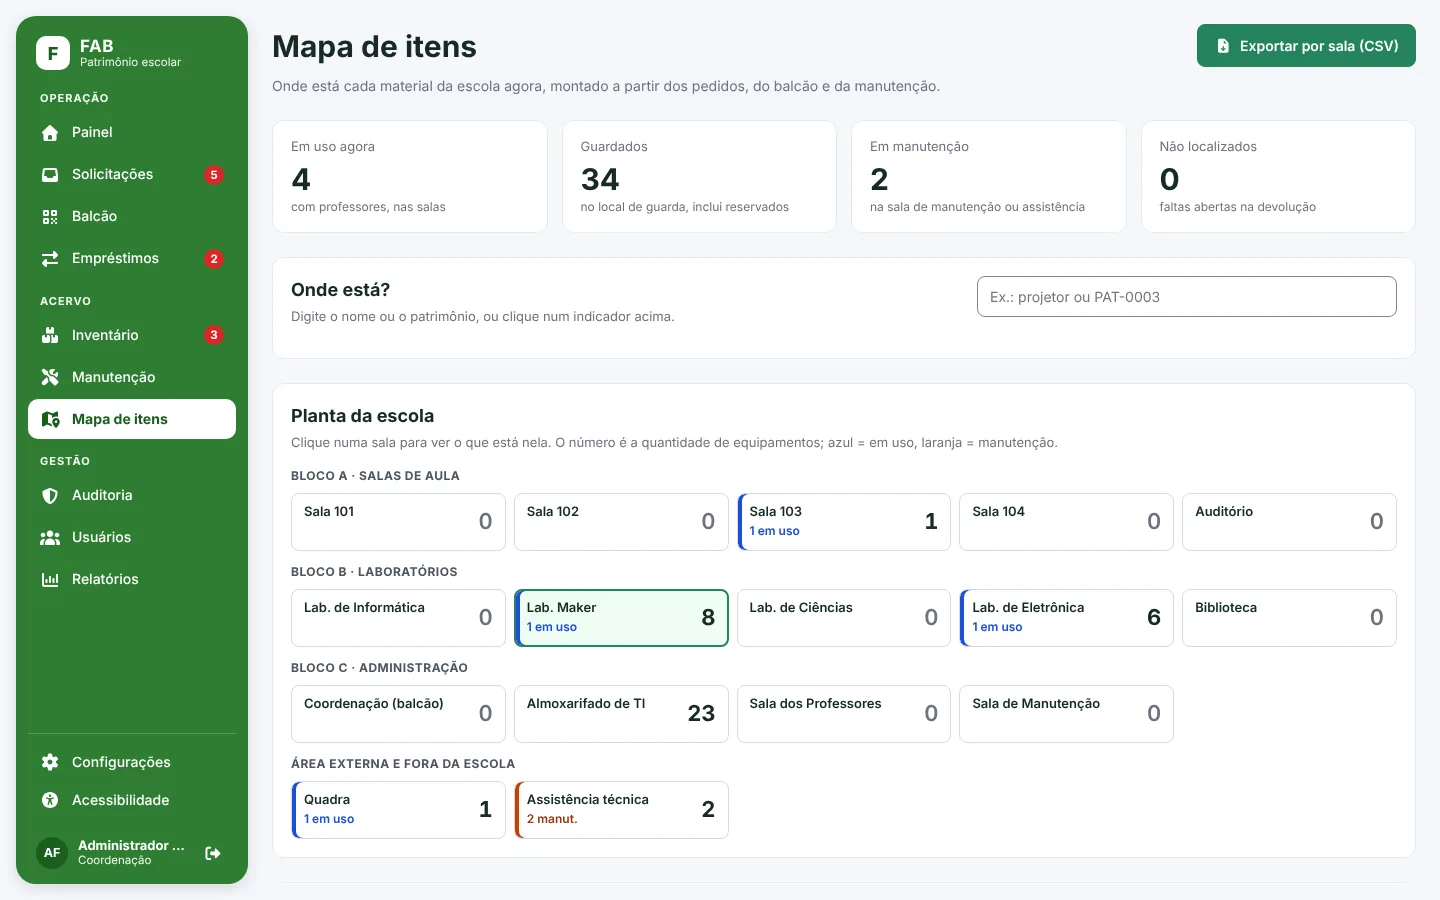 F
FAB
Patrimônio escolar
OPERAÇÃO
Painel
Solicitações 5
Balcão
Empréstimos 2
ACERVO
Inventário 3
Manutenção
Mapa de itens
GESTÃO
Auditoria
Usuários
Relatórios
Configurações
Acessibilidade
AF
Administrador ...
Coordenação
Mapa de itens
Exportar por sala (CSV)
Onde está cada material da escola agora, montado a partir dos pedidos, do balcão e da manutenção.
Em uso agora
4
com professores, nas salas
Guardados
34
no local de guarda, inclui reservados
Em manutenção
2
na sala de manutenção ou assistência
Não localizados
0
faltas abertas na devolução
Onde está?
Digite o nome ou o patrimônio, ou clique num indicador acima.
Ex.: projetor ou PAT-0003
Planta da escola
Clique numa sala para ver o que está nela. O número é a quantidade de equipamentos; azul = em uso, laranja = manutenção.
BLOCO A · SALAS DE AULA
Sala 101
0
Sala 102
0
Sala 103
1 em uso
1
Sala 104
0
Auditório
0
BLOCO B · LABORATÓRIOS
Lab. de Informática
0
Lab. Maker
1 em uso
8
Lab. de Ciências
0
Lab. de Eletrônica
1 em uso
6
Biblioteca
0
BLOCO C · ADMINISTRAÇÃO
Coordenação (balcão)
0
Almoxarifado de TI
23
Sala dos Professores
0
Sala de Manutenção
0
ÁREA EXTERNA E FORA DA ESCOLA
Quadra
1 em uso
1
Assistência técnica
2 manut.
2